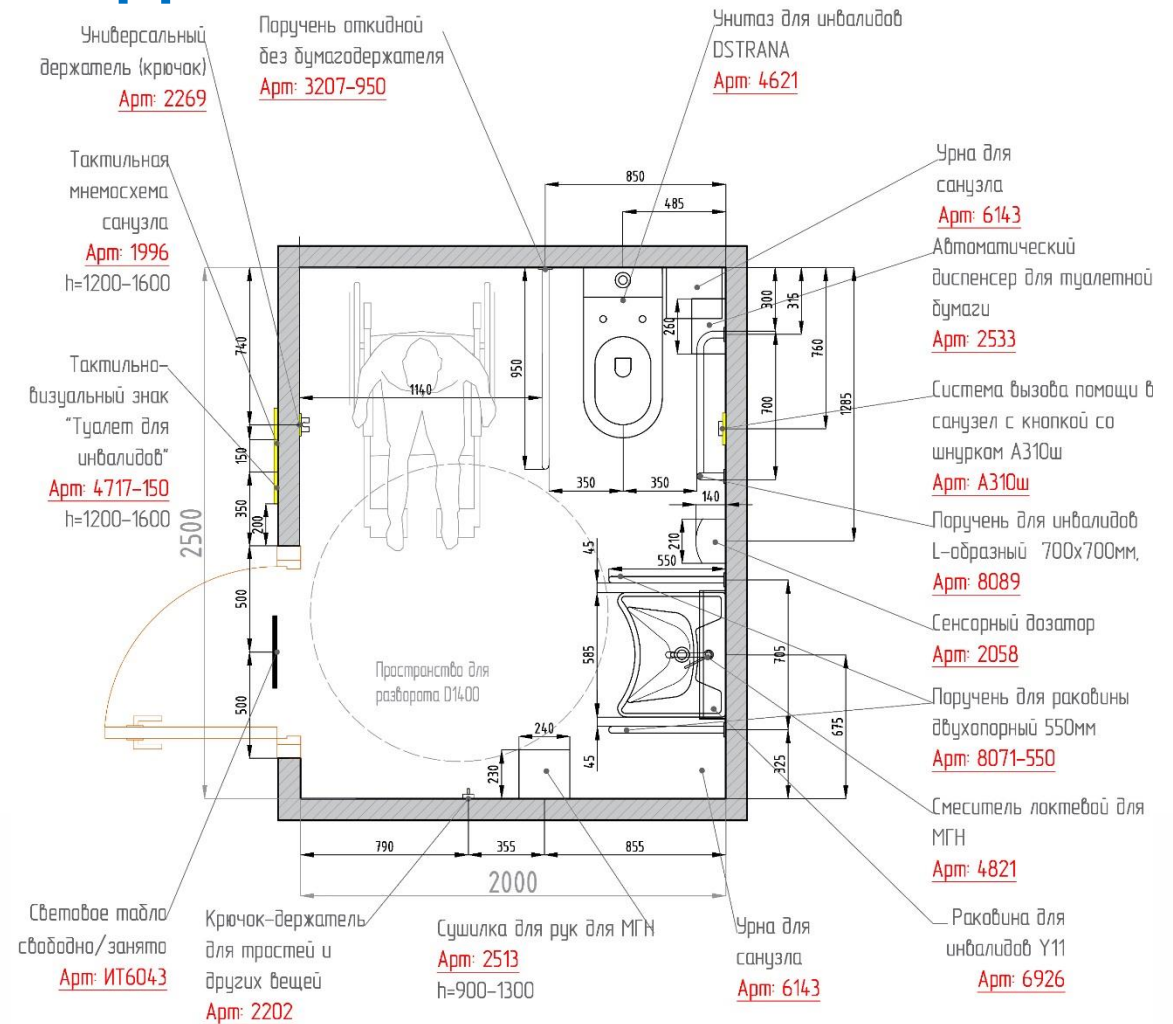 Универсальный
держатель (крючок)
Арт: 2269
Поручень откидной
без бумагодержателя
Арт: 3207-950
Унитаз для инвалидов
DSTRANA
Арт: 4621
Тактильная
мнемосхема
санузла
Арт: 1996
h=1200-1600
Тактильно-
визуальный знак
"Туалет для
инвалидов"
Арт: 4717-150
h=1200-1600
Урна для
санузла
Арт: 6143
Автоматический
диспенсер для туалетной
бумаги
Арт: 2533
Система вызова помощи в
санузел с кнопкой со
шнурком А310ш
Арт: А310ш
Поручень для инвалидов
L-образный 700х700мм,
Арт: 8089
Сенсорный дозатор
Арт: 2058
Поручень для раковины
двухопорный 550мм
Арт: 8071-550
Смеситель локтевой для
МГН
Арт: 4821
Раковина для
инвалидов Y11
Арт: 6926
850
485
740
150
350
200
2500
500
500
1140
950
260
300
315
760
1285
700
350
350
140
210
45
550
585
705
675
45
325
Пространство для
разворота D1400
240
230
790
355
855
2000
Световое табло
свободно/занято
Арт: ИТ6043
Крючок-держатель
для тростей и
других вещей
Арт: 2202
Сушилка для рук для МГН
Арт: 2513
h=900-1300
Урна для
санузла
Арт: 6143